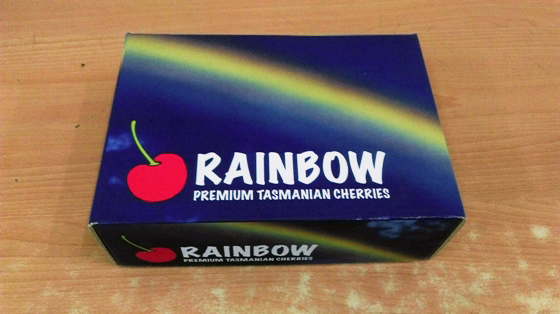 RAINBOW
PREMIUM TASMANIAN CHERRIES
RAINBOW
PREMIUM TASMANIAN CHERRIES